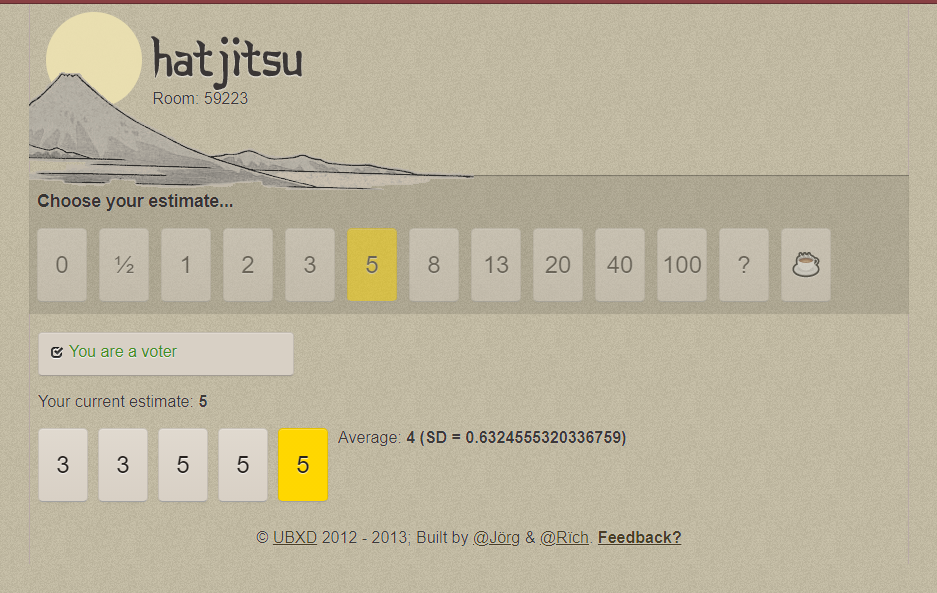 hatjitsu
Room: 59223
Choose your estimate...
0 ½ 1 2 3 5 8 13 20 40 100 ?
You are a voter
Your current estimate: 5
3 3 5 5 5 Average: 4 (SD = 0.6324555320336759)
© UBXD 2012 - 2013; Built by @Jörg & @Rïch. Feedback?